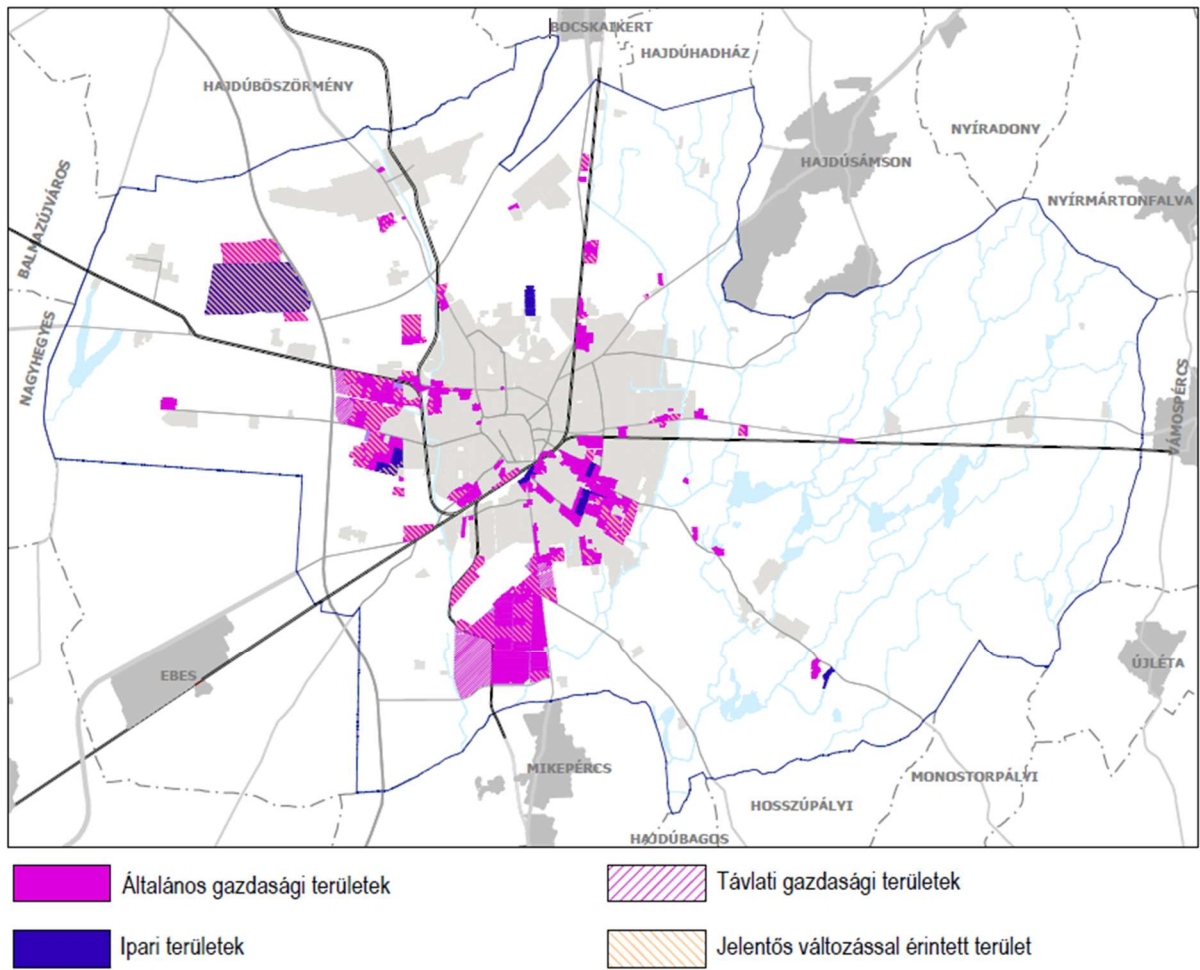 BOCSKAIKERT
HAJDÚHADHÁZ
HAJDÚBÖSZÖRMÉNY
NYÍRADONY
HAJDÚSÁMSON
BALMAZÚJVÁROS
NYÍRMÁRTONFALVA
NAGYHEGYES
VÁMOSPÉRCS
EBES
ÚJLÉTA
MIKEPÉRCS
MONOSTORPÁLYI
HOSSZÚPÁLYI
HAJDÚBAGOS
Általános gazdasági területek
Távlati gazdasági területek
Ipari területek
Jelentős változással érintett terület